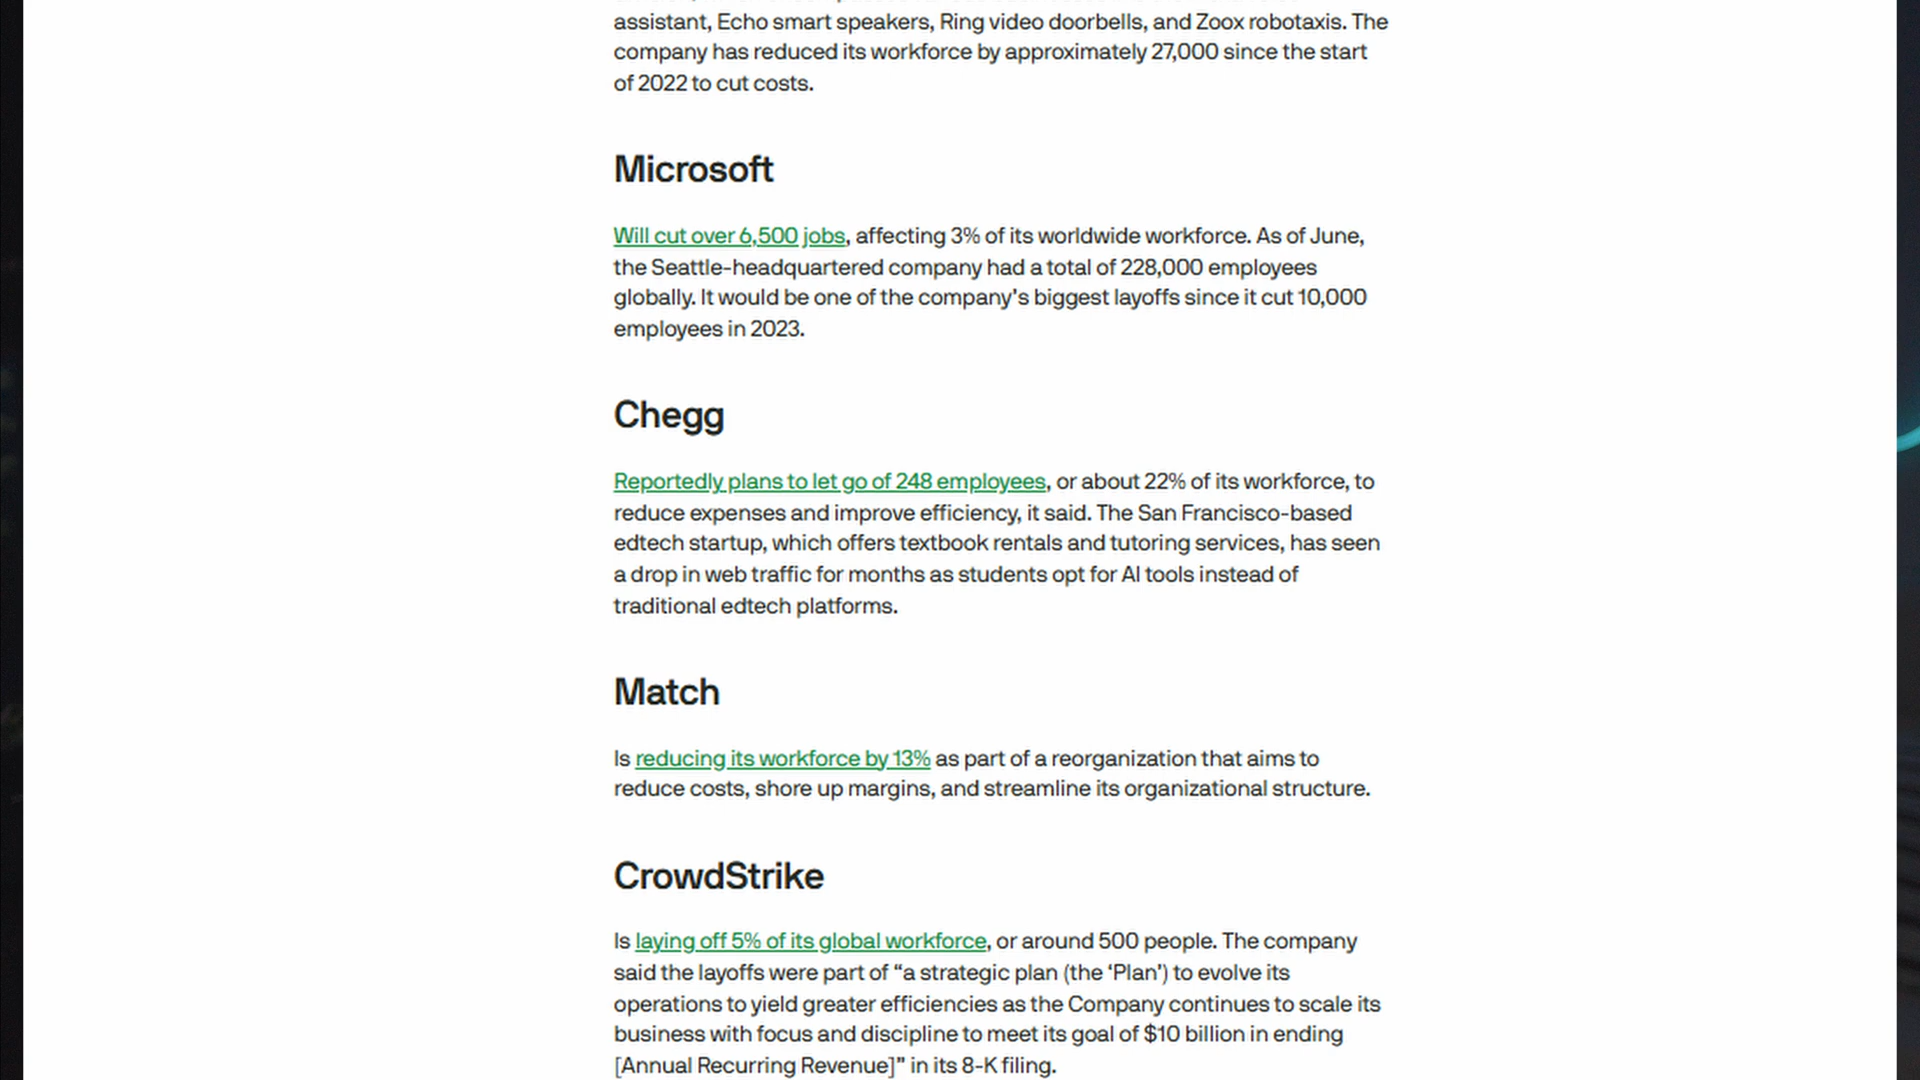 assistant, Echo smart speakers, Ring video doorbells, and Zoox robotaxis. The
company has reduced its workforce by approximately 27,000 since the start
of 2022 to cut costs.
Microsoft
Will cut over 6,500 jobs, affecting 3% of its worldwide workforce. As of June,
the Seattle-headquartered company had a total of 228,000 employees
globally. It would be one of the company’s biggest layoffs since it cut 10,000
employees in 2023.
Chegg
Reportedly plans to let go of 248 employees, or about 22% of its workforce, to
reduce expenses and improve efficiency, it said. The San Francisco-based
edtech startup, which offers textbook rentals and tutoring services, has seen
a drop in web traffic for months as students opt for AI tools instead of
traditional edtech platforms.
Match
Is reducing its workforce by 13% as part of a reorganization that aims to
reduce costs, shore up margins, and streamline its organizational structure.
CrowdStrike
Is laying off 5% of its global workforce, or around 500 people. The company
said the layoffs were part of “a strategic plan (the ‘Plan’) to evolve its
operations to yield greater efficiencies as the Company continues to scale its
business with focus and discipline to meet its goal of $10 billion in ending
[Annual Recurring Revenue]” in its 8-K filing.